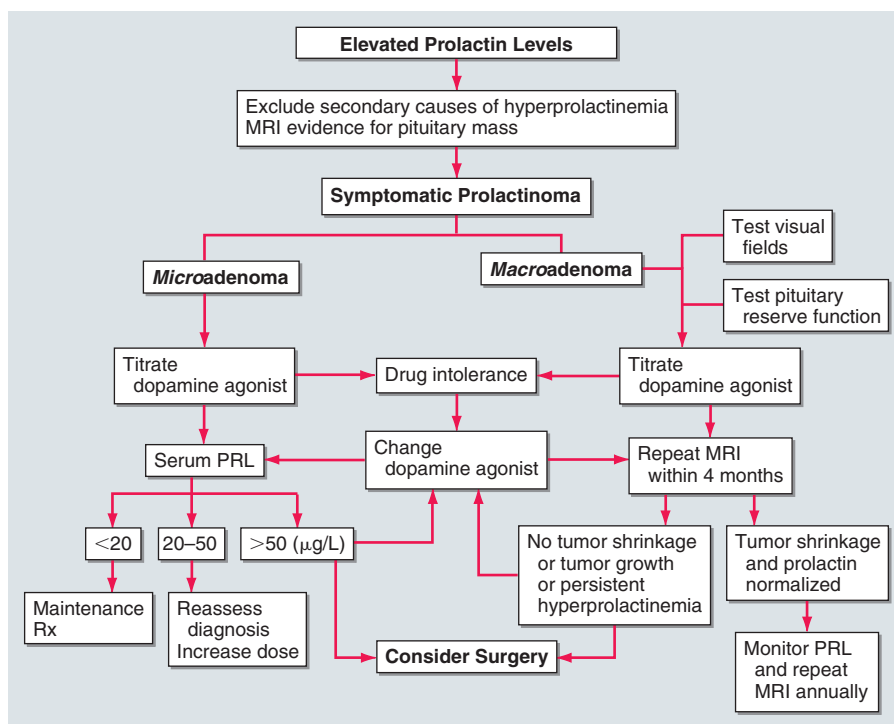 Elevated Prolactin Levels
Exclude secondary causes of hyperprolactinemia
MRI evidence for pituitary mass
Symptomatic Prolactinoma
Microadenoma
Macroadenoma
Test visual
fields
Test pituitary
reserve function
Titrate
dopamine agonist
Drug intolerance
Titrate
dopamine agonist
Serum PRL
Change
dopamine agonist
Repeat MRI
within 4 months
<20
20–50
>50 (μg/L)
No tumor shrinkage
or tumor growth
or persistent
hyperprolactinemia
Tumor shrinkage
and prolactin
normalized
Maintenance
Rx
Reassess
diagnosis
Increase dose
Consider Surgery
Monitor PRL
and repeat
MRI annually